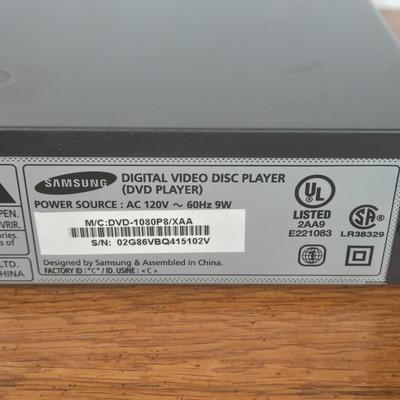 SAMSUNG
DIGITAL VIDEO DISC PLAYER
(DVD PLAYER)
POWER SOURCE : AC 120V ~ 60Hz 9W
M/C:DVD-1080P8/XAA
S/N: 02G86VBQ415102V
Designed by Samsung & Assembled in China.
FACTORY ID : "C" / ID. USINE : < C >
UL
®
LISTED
2AA9
E221083
SA
®
LR38329
PEN.
VRIR.
uries.
s of
LTD.
CHINA